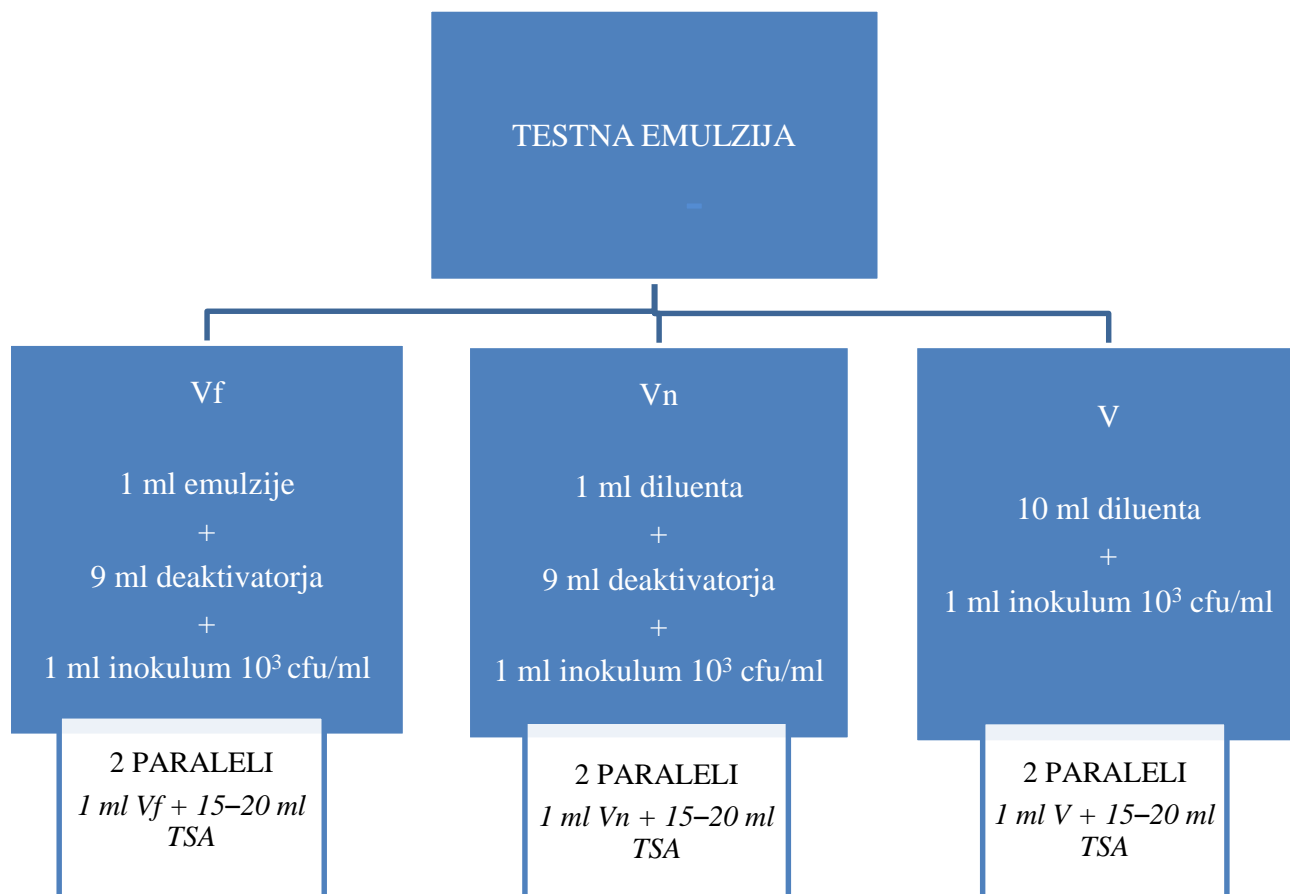 TESTNA EMULZIJA
-
Vf
1 ml emulzije
+
9 ml deaktivatorja
+
1 ml inokulum 10³ cfu/ml
2 PARALELI
1 ml Vf + 15–20 ml
TSA
Vn
1 ml diluenta
+
9 ml deaktivatorja
+
1 ml inokulum 10³ cfu/ml
2 PARALELI
1 ml Vn + 15–20 ml
TSA
V
10 ml diluenta
+
1 ml inokulum 10³ cfu/ml
2 PARALELI
1 ml V + 15–20 ml
TSA